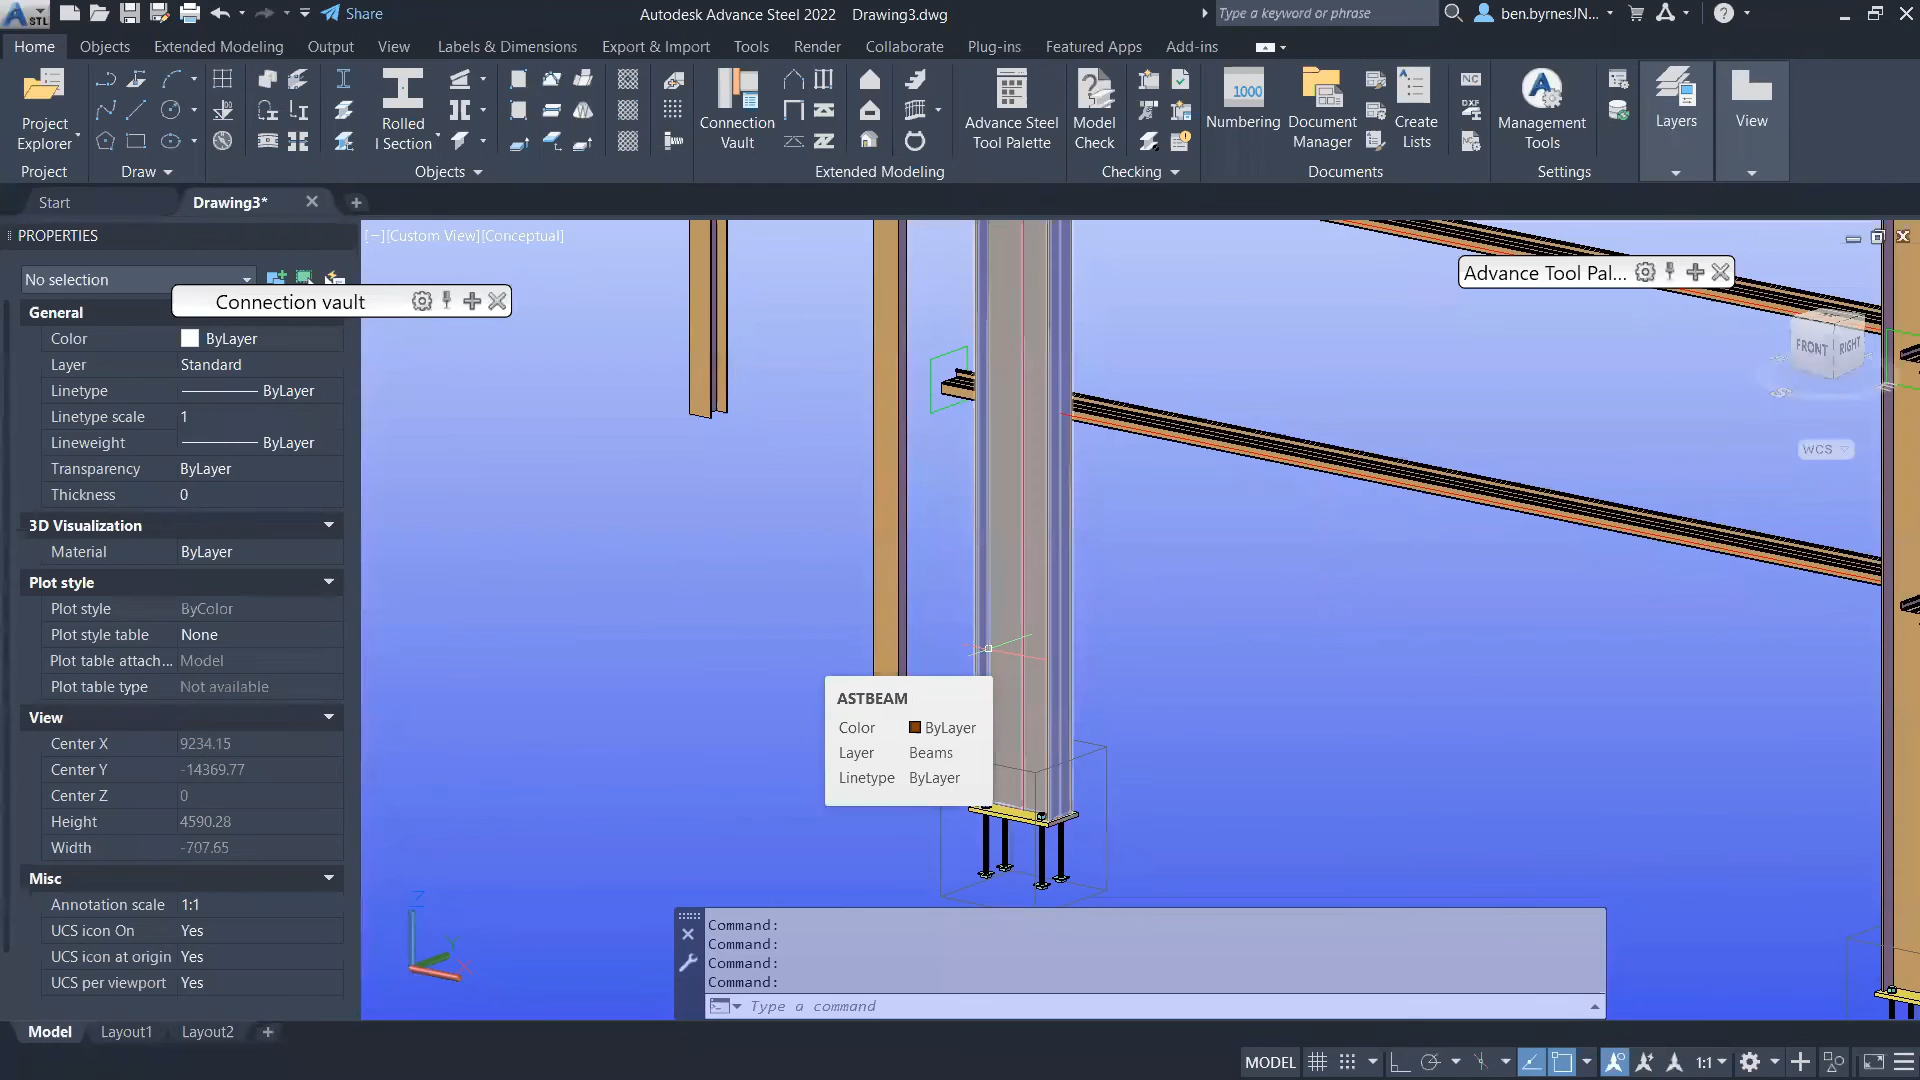 STL
Share
Autodesk Advance Steel 2022 Drawing3.dwg
Type a keyword or phrase
ben.byrnesJN...
Home Objects Extended Modeling Output View Labels & Dimensions Export & Import Tools Render Collaborate Plug-ins Featured Apps Add-ins
Project
Explorer
Rolled
I Section
Connection
Vault
Advance Steel
Tool Palette
Model
Check
1000
Numbering
Document
Manager
Create
Lists
NC
DXF
Management
Tools
Layers
View
Project Draw Objects Extended Modeling Checking Documents Settings
Start Drawing3*
PROPERTIES
[−][Custom View][Conceptual]
No selection
Connection vault
Advance Tool Pal...
General
Color ByLayer
Layer Standard
Linetype ByLayer
Linetype scale 1
Lineweight ByLayer
Transparency ByLayer
Thickness 0
3D Visualization
Material ByLayer
Plot style
Plot style ByColor
Plot style table None
Plot table attach... Model
Plot table type Not available
View
Center X 9234.15
Center Y -14369.77
Center Z 0
Height 4590.28
Width -707.65
Misc
Annotation scale 1:1
UCS icon On Yes
UCS icon at origin Yes
UCS per viewport Yes
FRONT RIGHT
WCS
ASTBEAM
Color ByLayer
Layer Beams
Linetype ByLayer
Z
Y
X
Command:
Command:
Command:
Command:
Type a command
Model Layout1 Layout2
MODEL 1:1